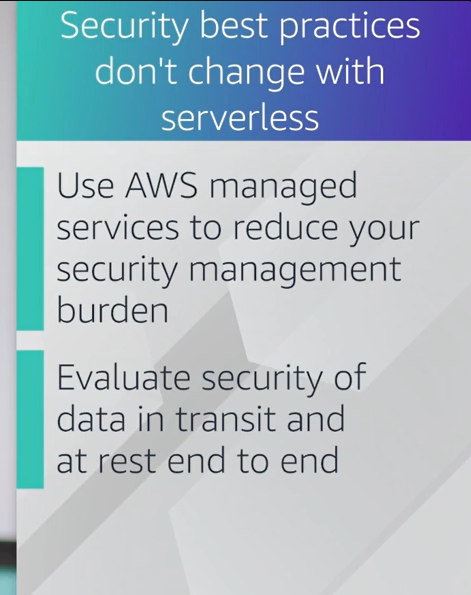 Security best practices
don't change with
serverless
Use AWS managed
services to reduce your
security management
burden
Evaluate security of
data in transit and
at rest end to end